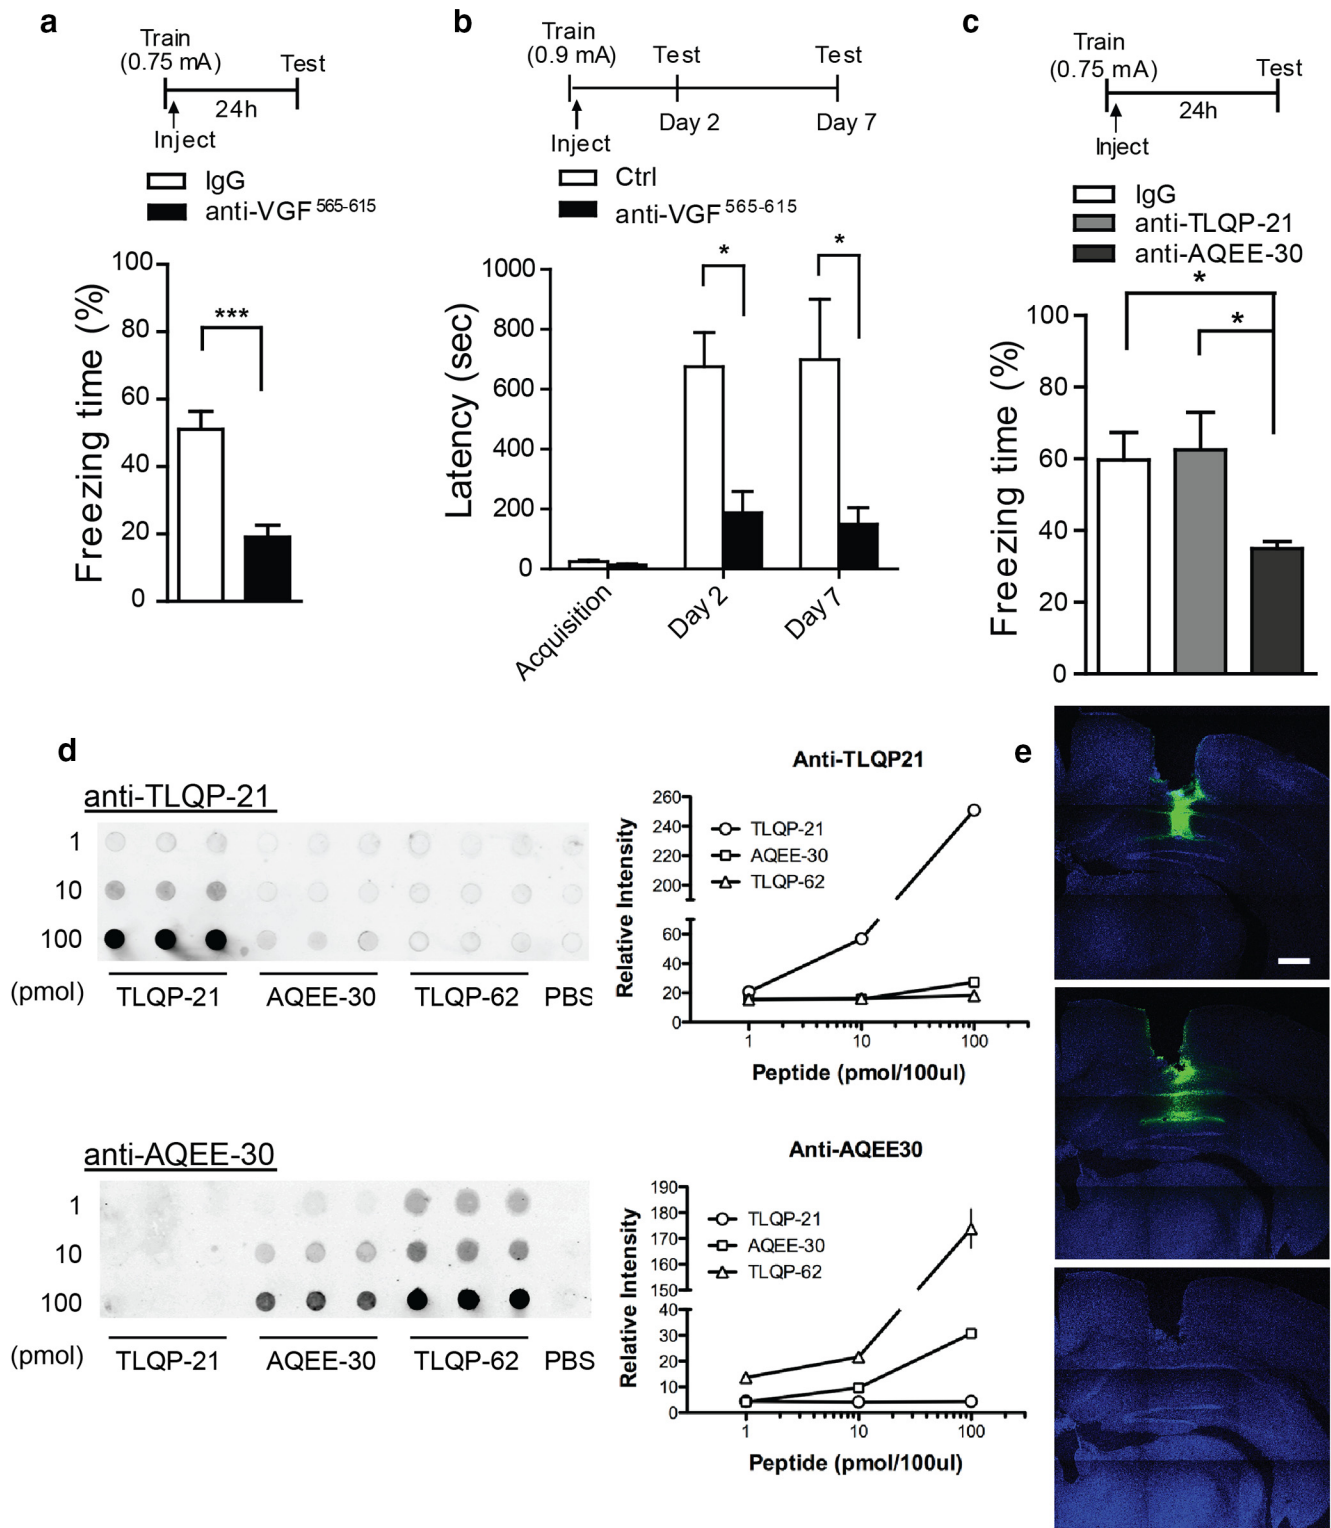 a
Train
(0.75 mA)
Test
24h
Inject
IgG
anti-VGF565-615
***
Freezing time (%)
100
80
60
40
20
0
b
Train
(0.9 mA)
Test
Test
Day 2
Day 7
Inject
Ctrl
anti-VGF565-615
*
*
Latency (sec)
1000
800
600
400
200
0
Acquisition
Day 2
Day 7
c
Train
(0.75 mA)
Test
24h
Inject
IgG
anti-TLQP-21
anti-AQEE-30
*
*
Freezing time (%)
100
80
60
40
20
0
d
anti-TLQP-21
1
10
100
(pmol)
TLQP-21
AQEE-30
TLQP-62
PBS
Anti-TLQP21
Relative Intensity
Relative Intensity
260
240
220
200
60
40
20
0
TLQP-21
AQEE-30
TLQP-62
1
10
100
Peptide (pmol/100ul)
anti-AQEE-30
1
10
100
(pmol)
TLQP-21
AQEE-30
TLQP-62
PBS
Anti-AQEE30
Relative Intensity
Relative Intensity
190
180
170
160
150
40
30
20
10
0
TLQP-21
AQEE-30
TLQP-62
1
10
100
Peptide (pmol/100ul)
e